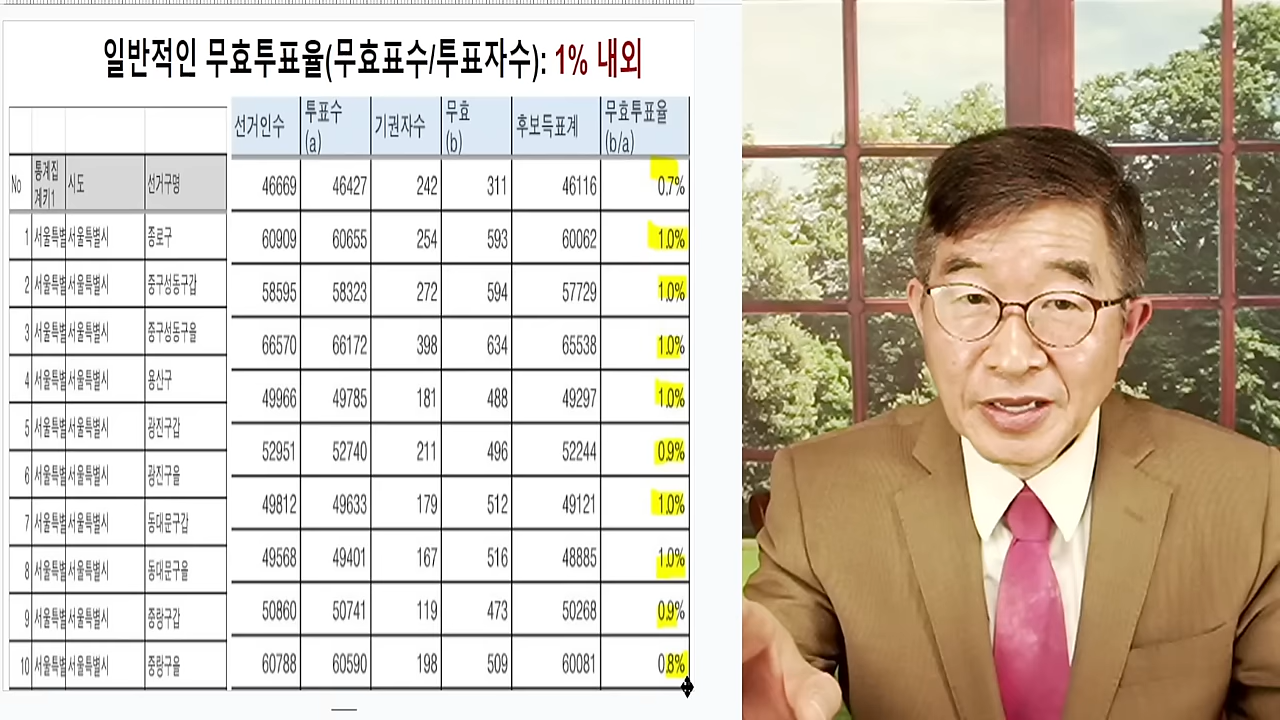 일반적인 무효투표율(무효표수/투표자수): 1% 내외
선거인수 투표수 (a) 기권자수 무효 (b) 후보득표계 무효투표율 (b/a)
No 통계집계키1 시도 선거구명
46669 46427 242 311 46116 0.7%
1 서울특별 서울특별시 종로구
60909 60655 254 593 60062 1.0%
2 서울특별 서울특별시 중구성동구갑
58595 58323 272 594 57729 1.0%
3 서울특별 서울특별시 중구성동구을
66570 66172 398 634 65538 1.0%
4 서울특별 서울특별시 용산구
49966 49785 181 488 49297 1.0%
5 서울특별 서울특별시 광진구갑
52951 52740 211 496 52244 0.9%
6 서울특별 서울특별시 광진구을
49812 49633 179 512 49121 1.0%
7 서울특별 서울특별시 동대문구갑
49568 49401 167 516 48885 1.0%
8 서울특별 서울특별시 동대문구을
50860 50741 119 473 50268 0.9%
9 서울특별 서울특별시 중랑구갑
60788 60590 198 509 60081 0.8%
10 서울특별 서울특별시 중랑구을